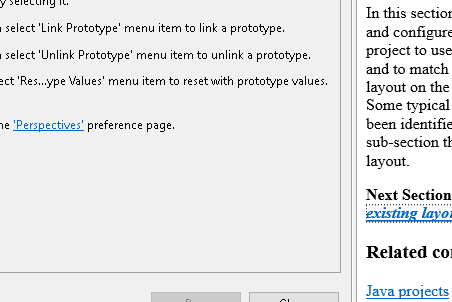 y selecting it.
select 'Link Prototype' menu item to link a prototype.
select 'Unlink Prototype' menu item to unlink a prototype.
ect 'Res...ype Values' menu item to reset with prototype values.
he 'Perspectives' preference page.
In this section
and configure
project to use
and to match
layout on the
Some typical
been identifie
sub-section th
layout.
Next Section
existing layou
Related co
Java projects